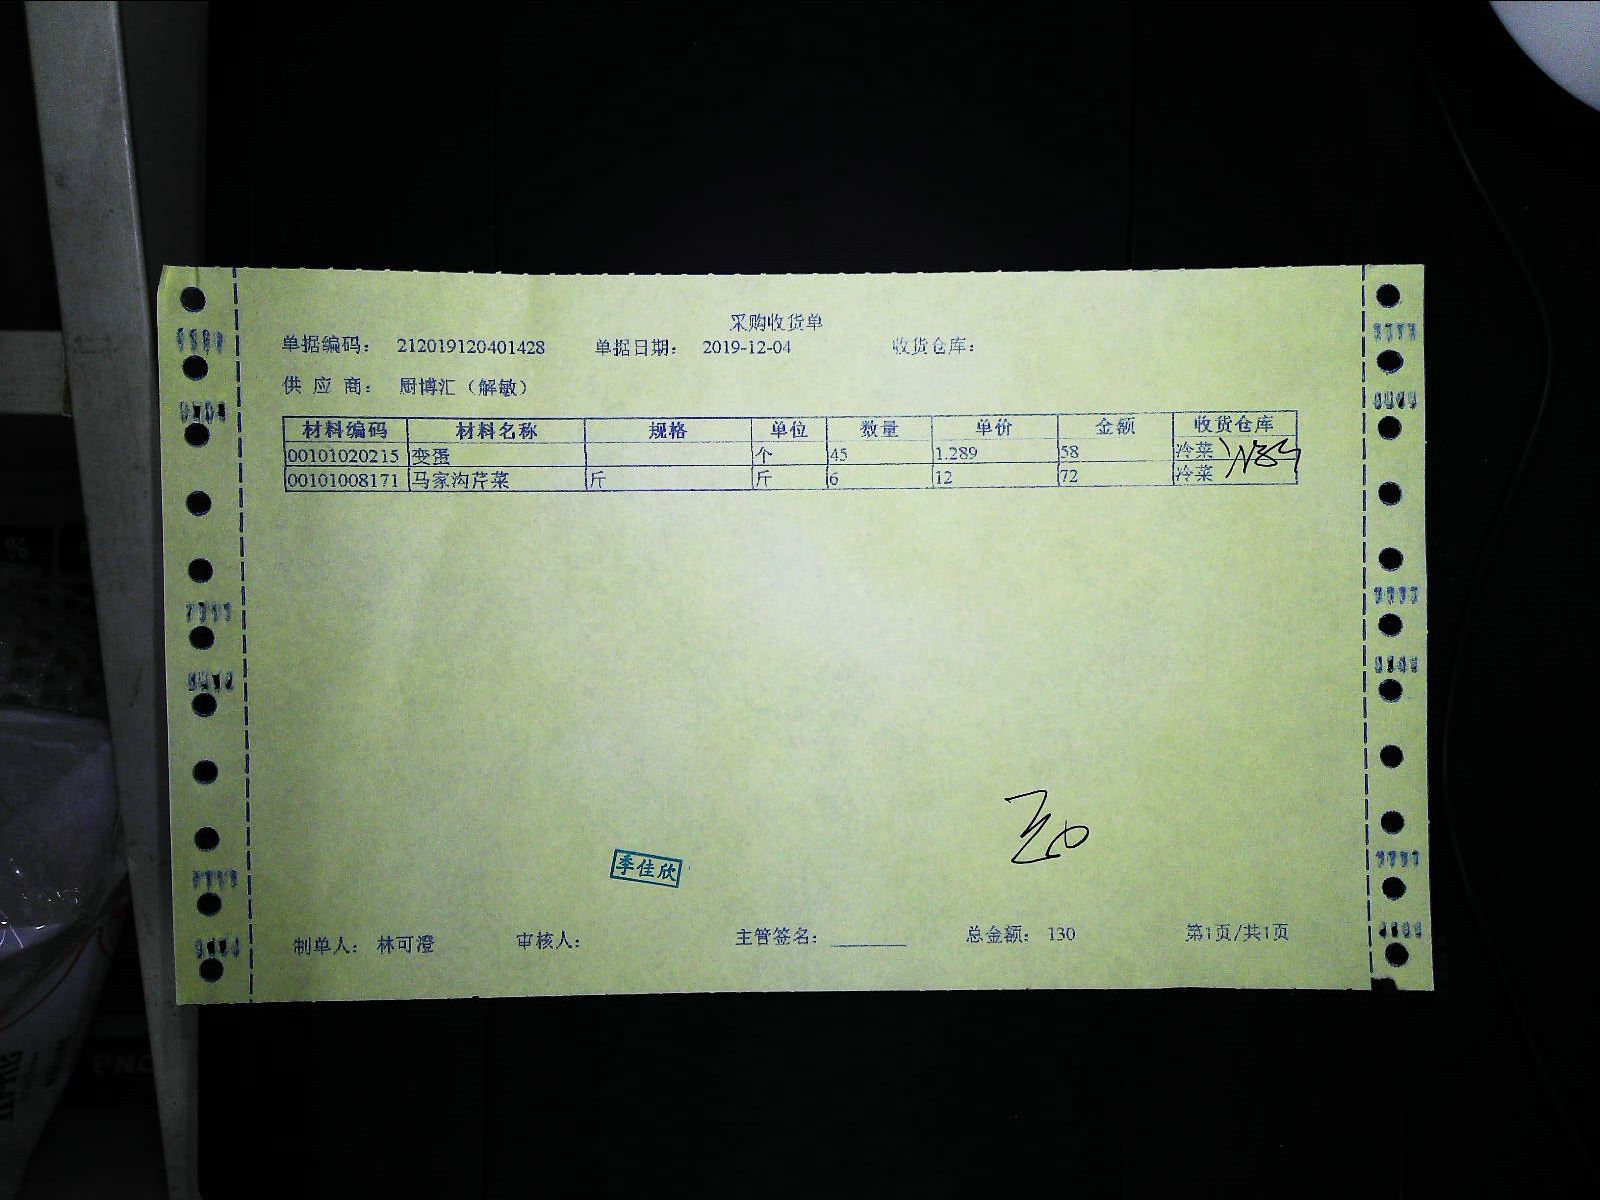 采购收货单
单据编码： 212019120401428 单据日期： 2019-12-04 收货仓库：
供 应 商： 厨博汇（解敏）
材料编码 材料名称 规格 单位 数量 单价 金额 收货仓库
00101020215 变蛋 个 45 1.289 58 冷菜
00101008171 马家沟芹菜 斤 斤 6 12 72 冷菜
季佳欣
制单人： 林可澄 审核人： 主管签名： 总金额： 130 第1页/共1页